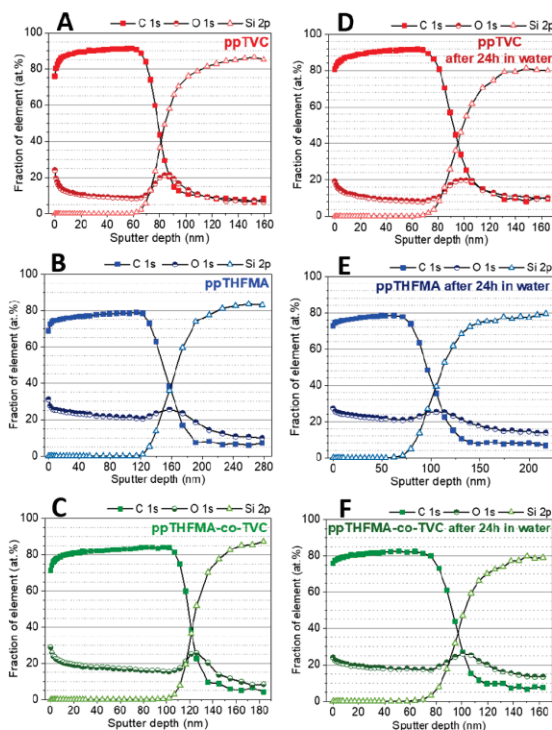 A
C 1s O 1s Si 2p
ppTVC
Fraction of element (at.%)
100
80
60
40
20
0
0 20 40 60 80 100 120 140 160
Sputter depth (nm)
D
C 1s O 1s Si 2p
ppTVC
after 24h in water
Fraction of element (at.%)
100
80
60
40
20
0
0 20 40 60 80 100 120 140 160
Sputter depth (nm)
B
C 1s O 1s Si 2p
ppTHFMA
Fraction of element (at.%)
100
80
60
40
20
0
0 40 80 120 160 200 240 280
Sputter depth (nm)
E
C 1s O 1s Si 2p
ppTHFMA after 24h in water
Fraction of element (at.%)
100
80
60
40
20
0
0 50 100 150 200
Sputter depth (nm)
C
C 1s O 1s Si 2p
ppTHFMA-co-TVC
Fraction of element (at.%)
100
80
60
40
20
0
0 20 40 60 80 100 120 140 160 180
Sputter depth (nm)
F
C 1s O 1s Si 2p
ppTHFMA-co-TVC after 24h in water
Fraction of element (at.%)
100
80
60
40
20
0
0 20 40 60 80 100 120 140 160
Sputter depth (nm)